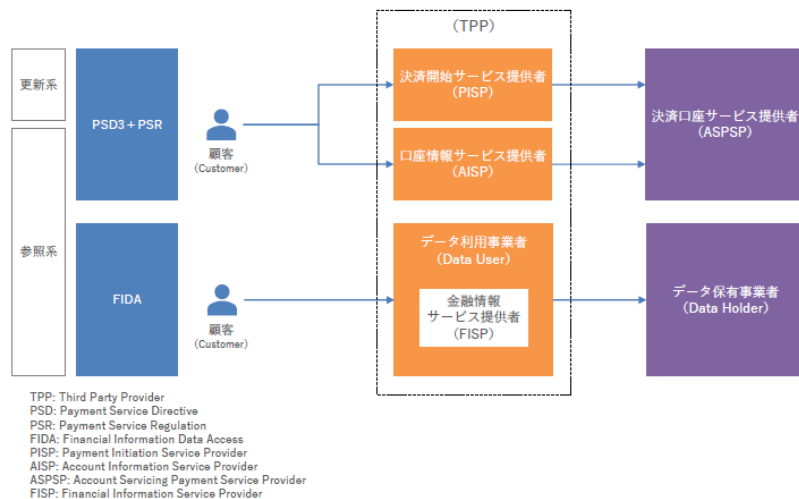 (TPP)
更新系
PSD3+PSR
顧客
(Customer)
決済開始サービス提供者
(PISP)
口座情報サービス提供者
(AISP)
決済口座サービス提供者
(ASPSP)
参照系
FIDA
顧客
(Customer)
データ利用事業者
(Data User)
金融情報
サービス提供者
(FISP)
データ保有事業者
(Data Holder)
TPP: Third Party Provider
PSD: Payment Service Directive
PSR: Payment Service Regulation
FIDA: Financial Information Data Access
PISP: Payment Initiation Service Provider
AISP: Account Information Service Provider
ASPSP: Account Servicing Payment Service Provider
FISP: Financial Information Service Provider